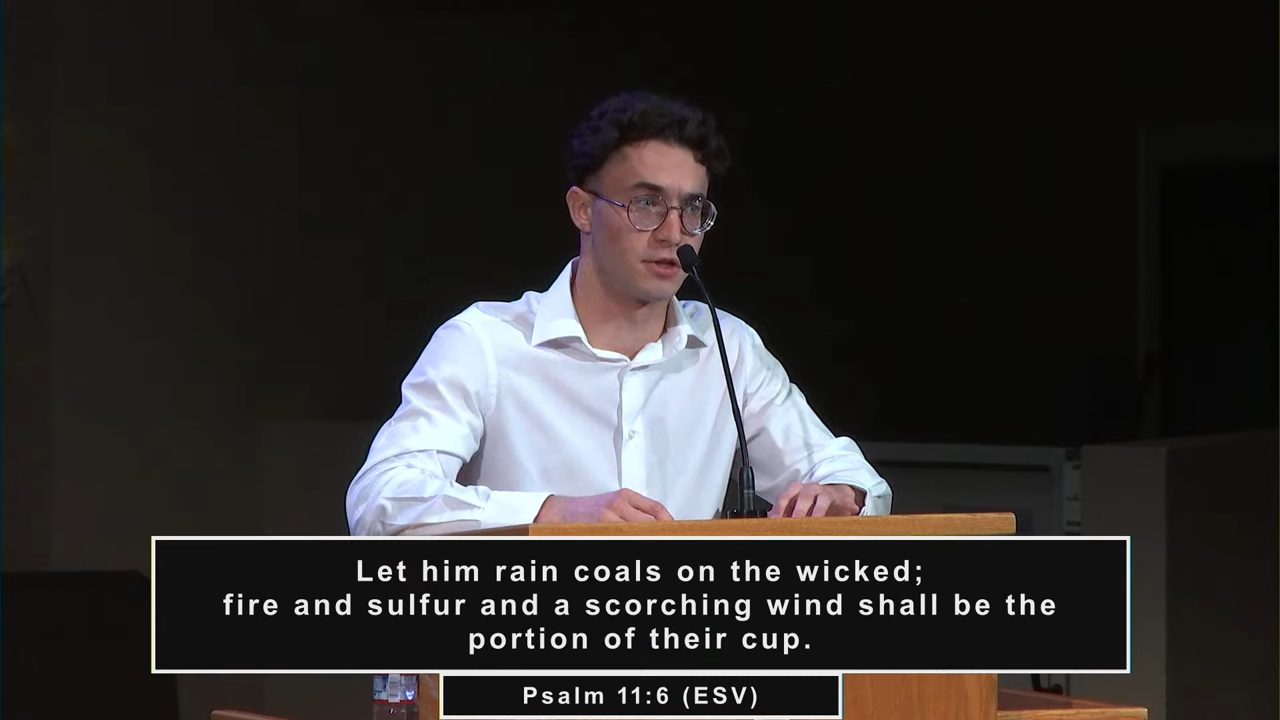 Let him rain coals on the wicked;
fire and sulfur and a scorching wind shall be the
portion of their cup.
Psalm 11:6 (ESV)